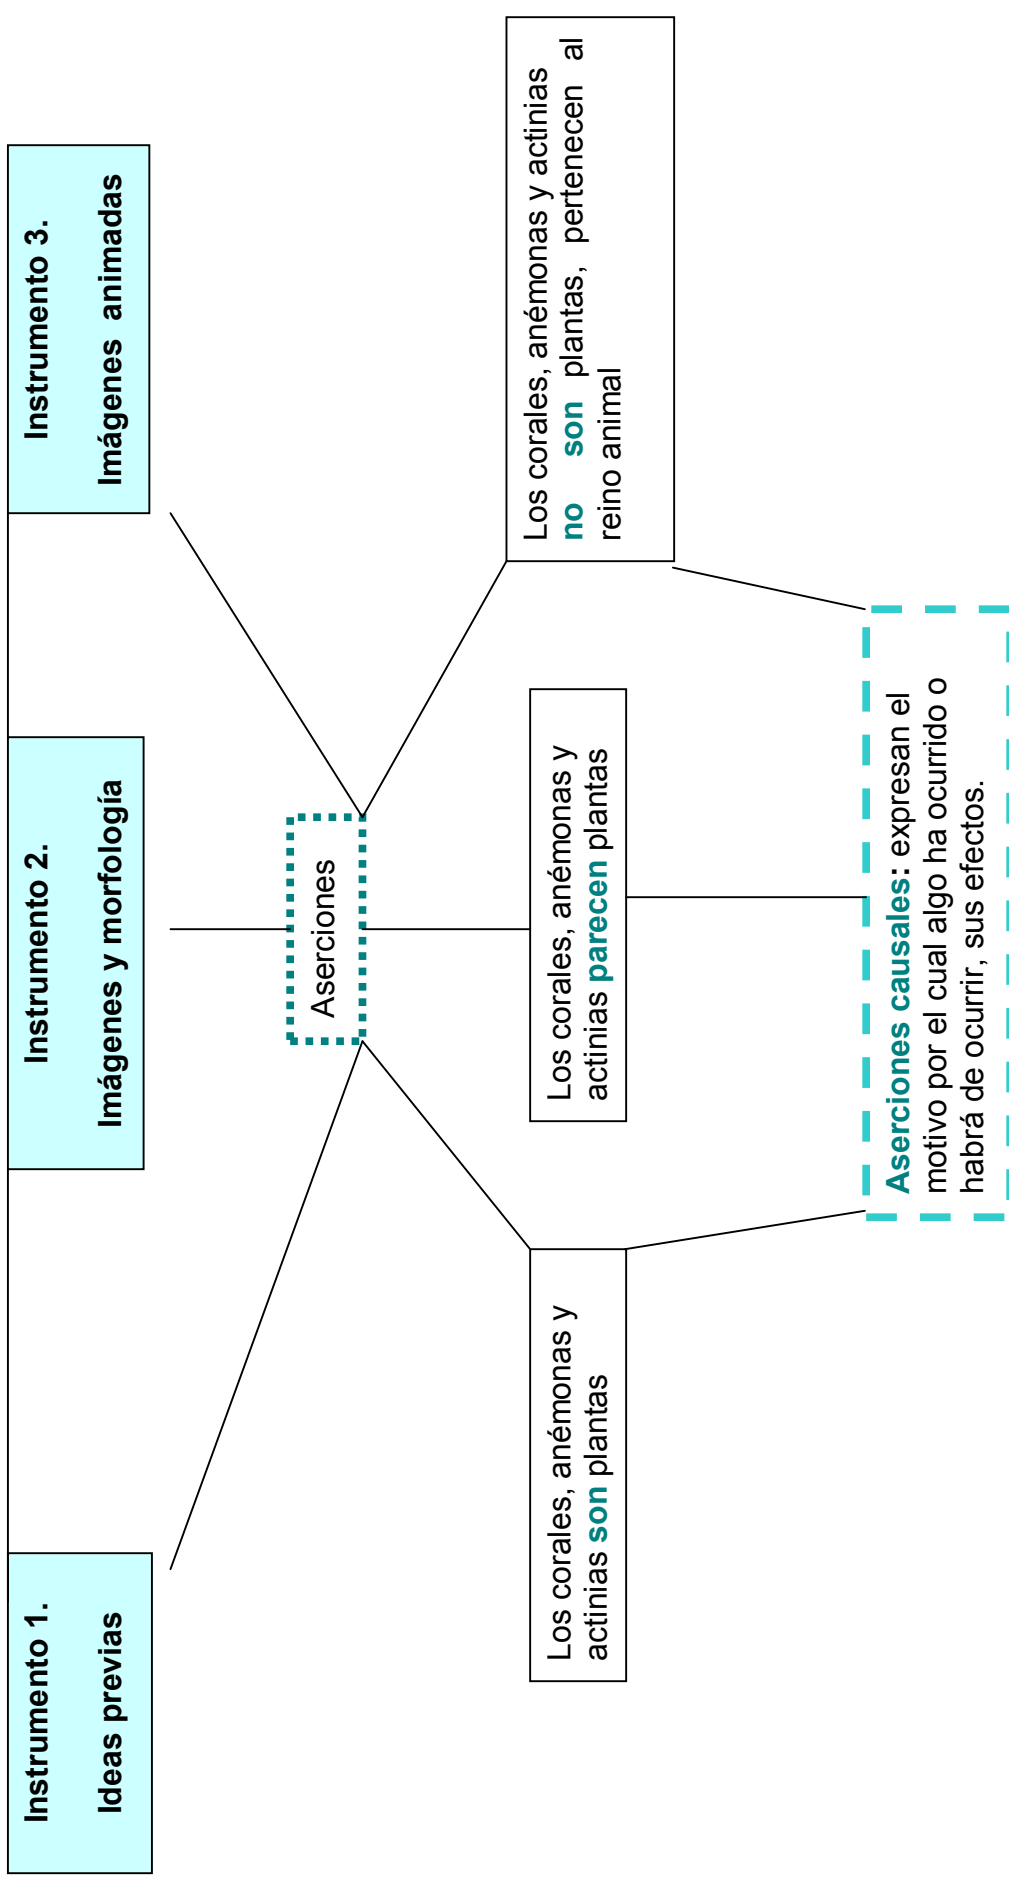 Instrumento 1.
Ideas previas
Instrumento 2.
Imágenes y morfología
Instrumento 3.
Imágenes animadas
Aserciones
Los corales, anémonas y
actinias son plantas
Los corales, anémonas y
actinias parecen plantas
Los corales, anémonas y actinias
no son plantas, pertenecen al
reino animal
Aserciones causales: expresan el
motivo por el cual algo ha ocurrido o
habrá de ocurrir, sus efectos.